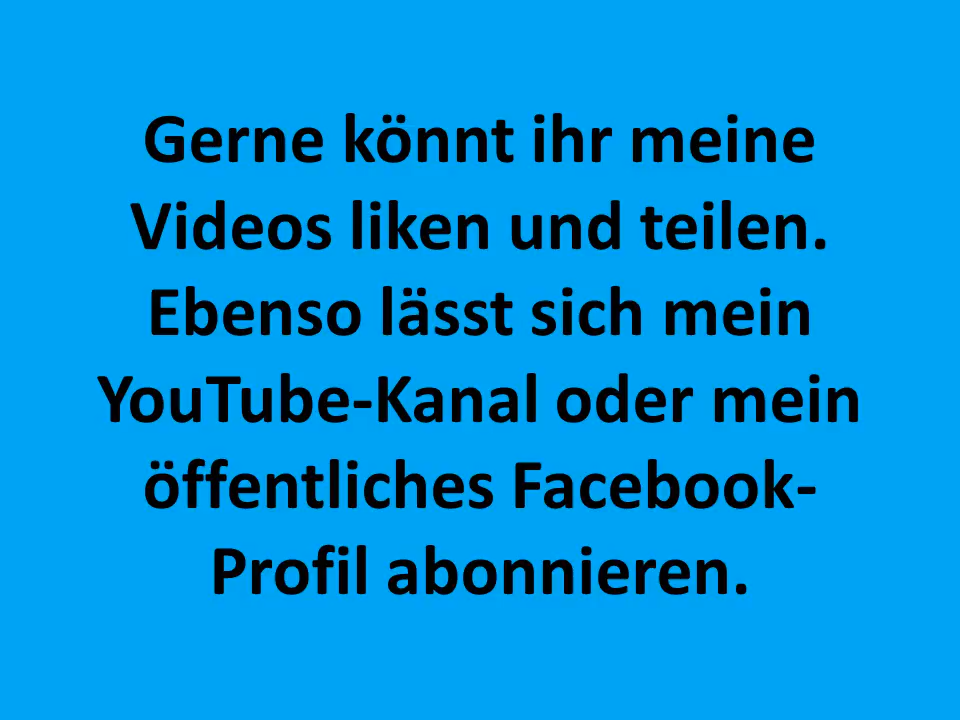 Gerne könnt ihr meine
Videos liken und teilen.
Ebenso lässt sich mein
YouTube-Kanal oder mein
öffentliches Facebook-
Profil abonnieren.